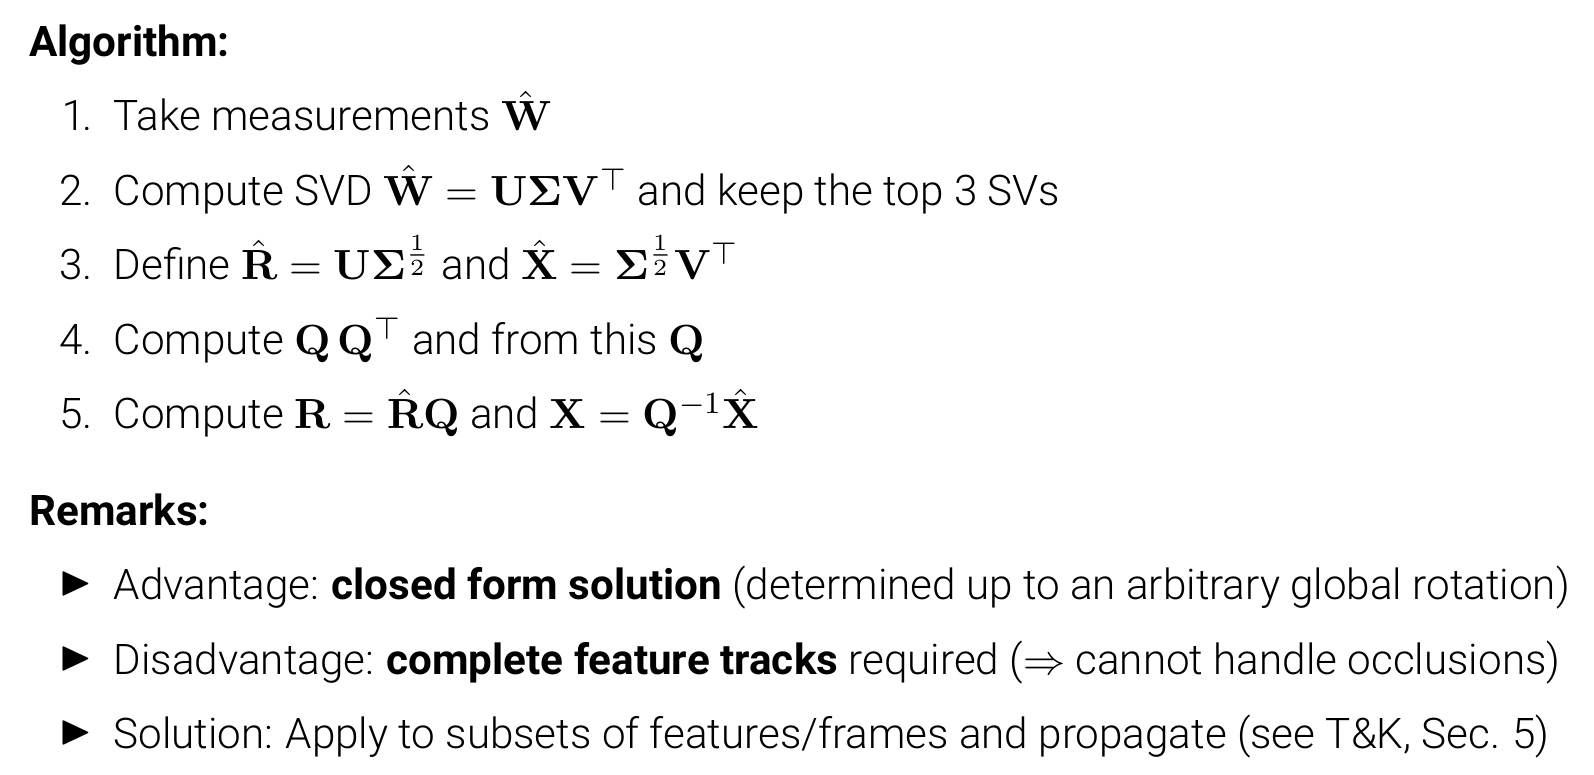 Algorithm:
1. Take measurements $\hat{\mathbf{W}}$
2. Compute SVD $\hat{\mathbf{W}} = \mathbf{U}\mathbf{\Sigma}\mathbf{V}^\top$ and keep the top 3 SVs
3. Define $\hat{\mathbf{R}} = \mathbf{U}\mathbf{\Sigma}^{\frac{1}{2}}$ and $\hat{\mathbf{X}} = \mathbf{\Sigma}^{\frac{1}{2}}\mathbf{V}^\top$
4. Compute $\mathbf{Q}\,\mathbf{Q}^\top$ and from this $\mathbf{Q}$
5. Compute $\mathbf{R} = \hat{\mathbf{R}}\mathbf{Q}$ and $\mathbf{X} = \mathbf{Q}^{-1}\hat{\mathbf{X}}$
Remarks:
► Advantage: closed form solution (determined up to an arbitrary global rotation)
► Disadvantage: complete feature tracks required (⇒ cannot handle occlusions)
► Solution: Apply to subsets of features/frames and propagate (see T&K, Sec. 5)